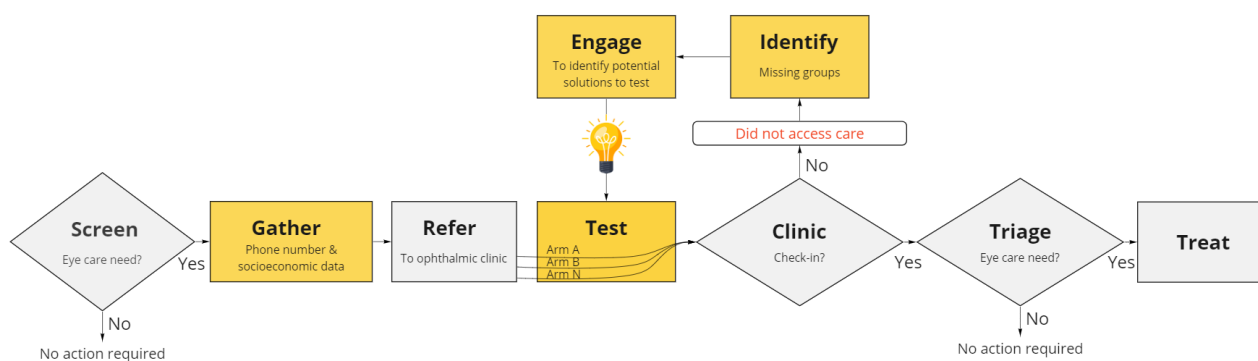 Engage
To identify potential
solutions to test
Identify
Missing groups
Did not access care
No
Screen
Eye care need?
Yes
No
No action required
Gather
Phone number &
socioeconomic data
Refer
To ophthalmic clinic
Test
Arm A
Arm B
Arm N
Clinic
Check-in?
Yes
Triage
Eye care need?
Yes
No
No action required
Treat